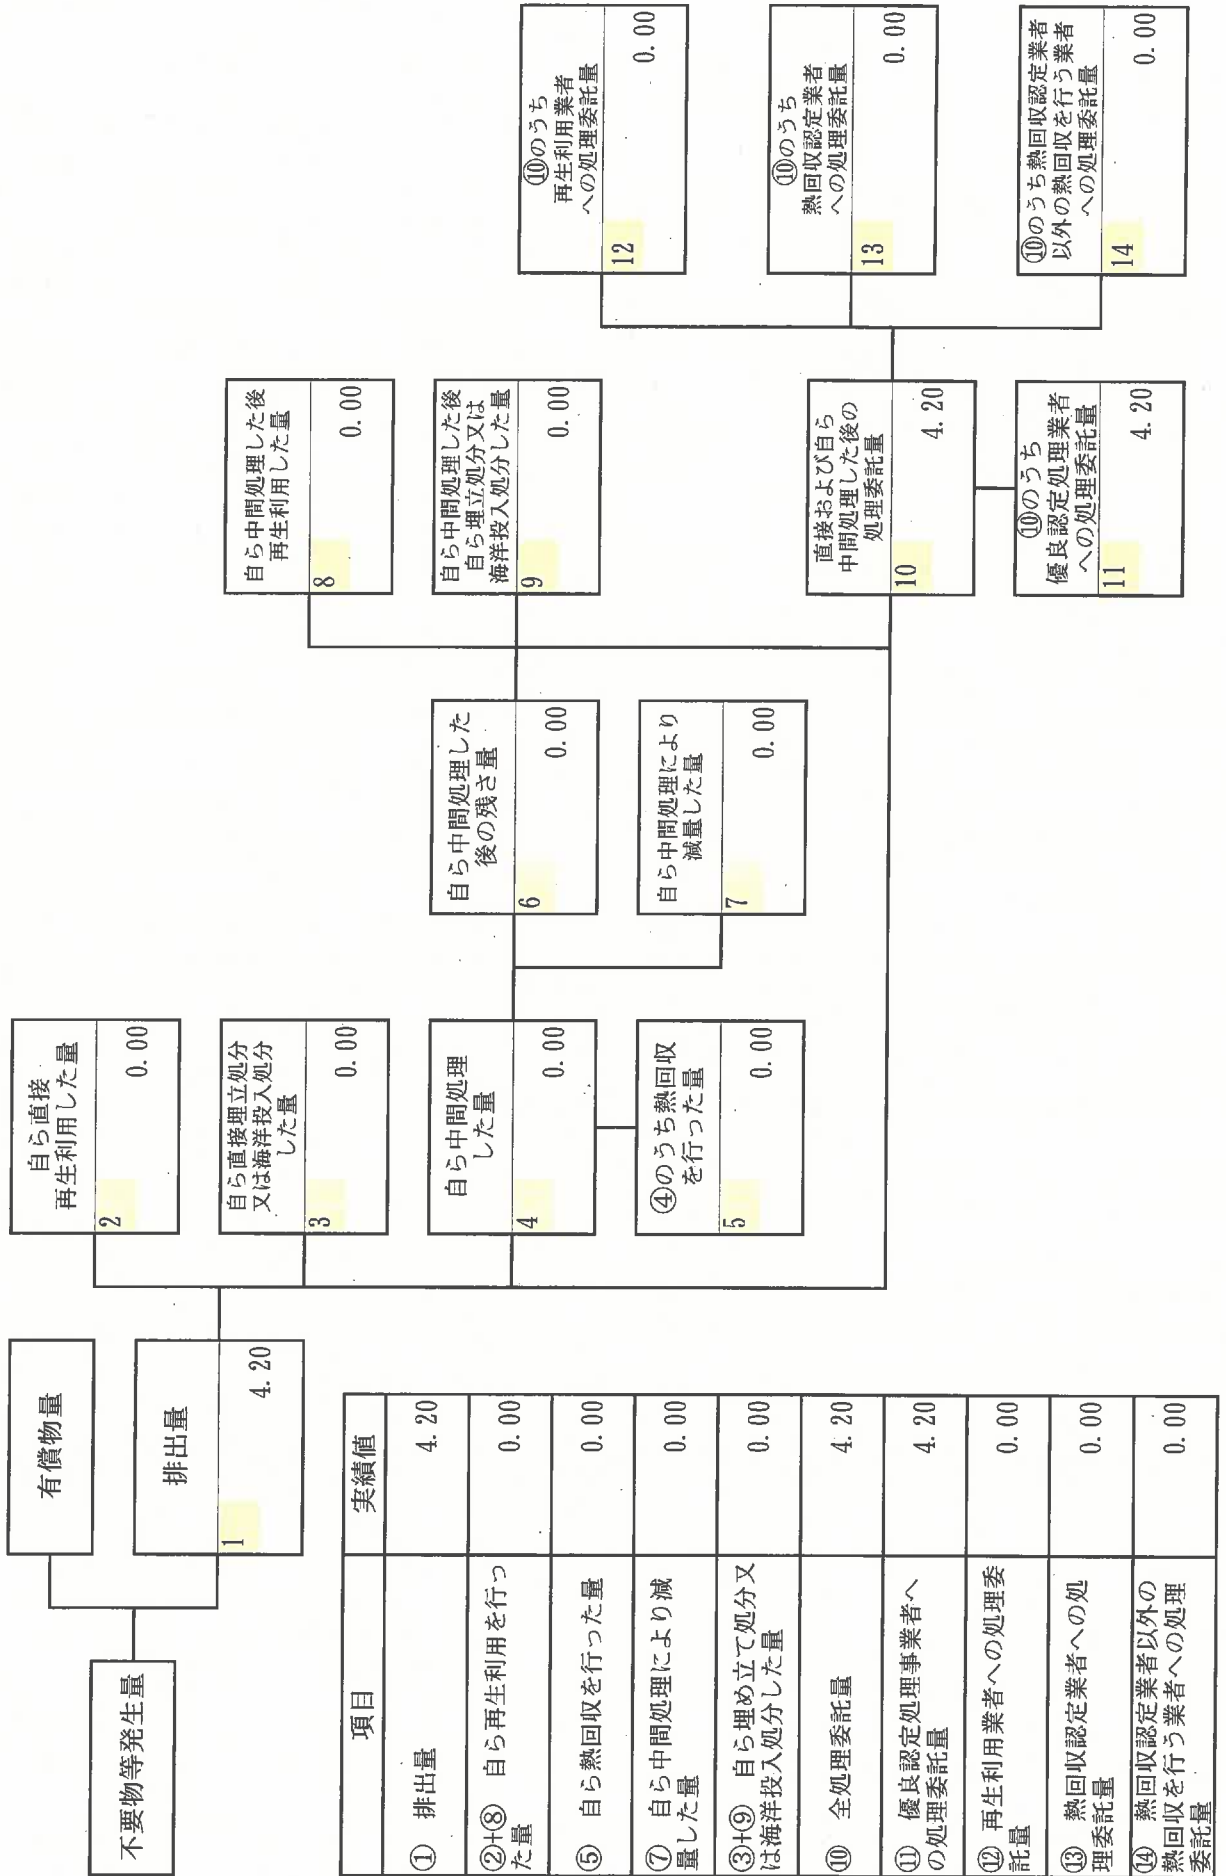 不要物等発生量
有償物量
排出量
1
4.20
自ら直接
再生利用した量
2
0.00
自ら直接埋立処分
又は海洋投入処分
した量
3
0.00
自ら中間処理
した量
4
0.00
④のうち熱回収
を行った量
5
0.00
自ら中間処理した
後の残さ量
6
0.00
自ら中間処理により
減量した量
7
0.00
自ら中間処理した後
再生利用した量
8
0.00
自ら中間処理した後
自ら埋立処分又は
海洋投入処分した量
9
0.00
直接および自ら
中間処理した後の
処理委託量
10
4.20
⑩のうち
優良認定処理業者
への処理委託量
11
4.20
⑩のうち
再生利用業者
への処理委託量
12
0.00
⑩のうち
熱回収認定業者
への処理委託量
13
0.00
⑩のうち熱回収認定業者
以外の熱回収を行う業者
への処理委託量
14
0.00
項目 実績値
① 排出量 4.20
②+⑧ 自ら再生利用を行っ
た量 0.00
⑤ 自ら熱回収を行った量 0.00
⑦ 自ら中間処理により減
量した量 0.00
③+⑨ 自ら埋め立て処分又
は海洋投入処分した量 0.00
⑩ 全処理委託量 4.20
⑪ 優良認定処理事業者へ
の処理委託量 4.20
⑫ 再生利用業者への処理委
託量 0.00
⑬ 熱回収認定業者への処
理委託量 0.00
⑭ 熱回収認定業者以外の
熱回収を行う業者への処理
委託量 0.00